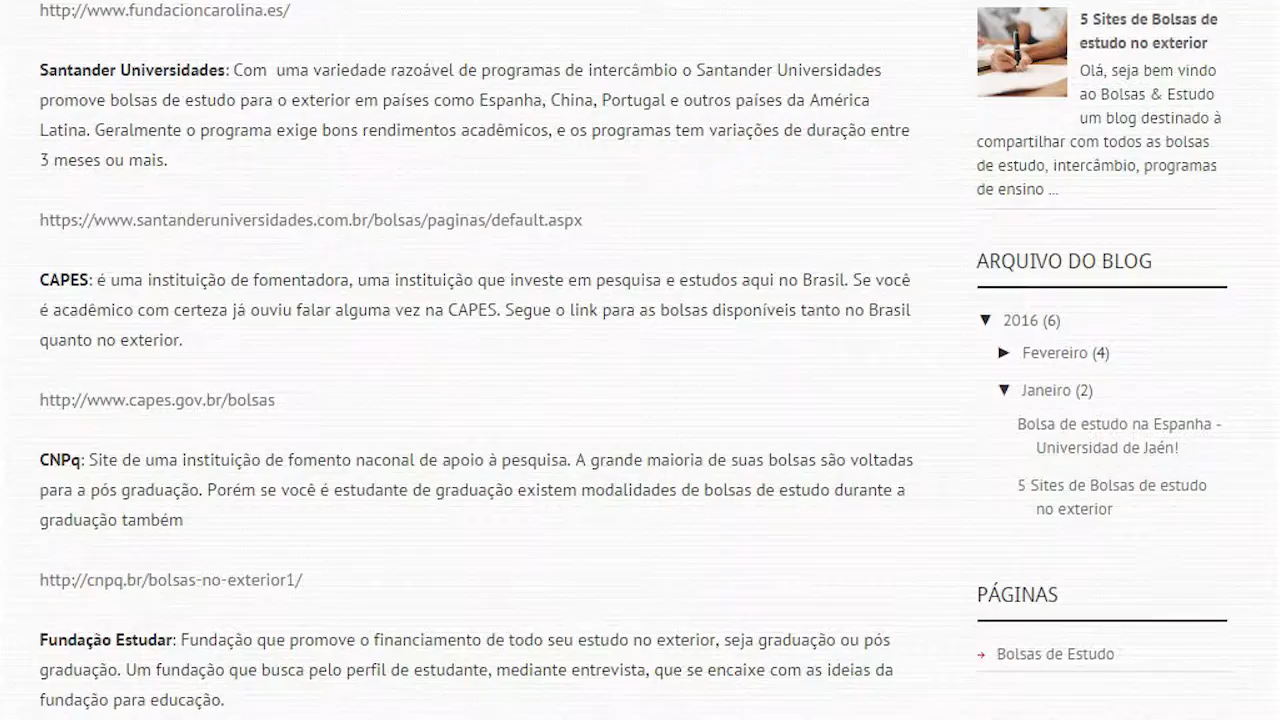 http://www.fundacioncarolina.es/
Santander Universidades: Com uma variedade razoável de programas de intercâmbio o Santander Universidades
promove bolsas de estudo para o exterior em países como Espanha, China, Portugal e outros países da América
Latina. Geralmente o programa exige bons rendimentos acadêmicos, e os programas tem variações de duração entre
3 meses ou mais.
https://www.santanderuniversidades.com.br/bolsas/paginas/default.aspx
CAPES: é uma instituição de fomentadora, uma instituição que investe em pesquisa e estudos aqui no Brasil. Se você
é acadêmico com certeza já ouviu falar alguma vez na CAPES. Segue o link para as bolsas disponíveis tanto no Brasil
quanto no exterior.
http://www.capes.gov.br/bolsas
CNPq: Site de uma instituição de fomento naconal de apoio à pesquisa. A grande maioria de suas bolsas são voltadas
para a pós graduação. Porém se você é estudante de graduação existem modalidades de bolsas de estudo durante a
graduação também
http://cnpq.br/bolsas-no-exterior1/
Fundação Estudar: Fundação que promove o financiamento de todo seu estudo no exterior, seja graduação ou pós
graduação. Um fundação que busca pelo perfil de estudante, mediante entrevista, que se encaixe com as ideias da
fundação para educação.
5 Sites de Bolsas de
estudo no exterior
Olá, seja bem vindo
ao Bolsas & Estudo
um blog destinado à
compartilhar com todos as bolsas
de estudo, intercâmbio, programas
de ensino ...
ARQUIVO DO BLOG
▼ 2016 (6)
► Fevereiro (4)
▼ Janeiro (2)
Bolsa de estudo na Espanha -
Universidad de Jaén!
5 Sites de Bolsas de estudo
no exterior
PÁGINAS
→ Bolsas de Estudo